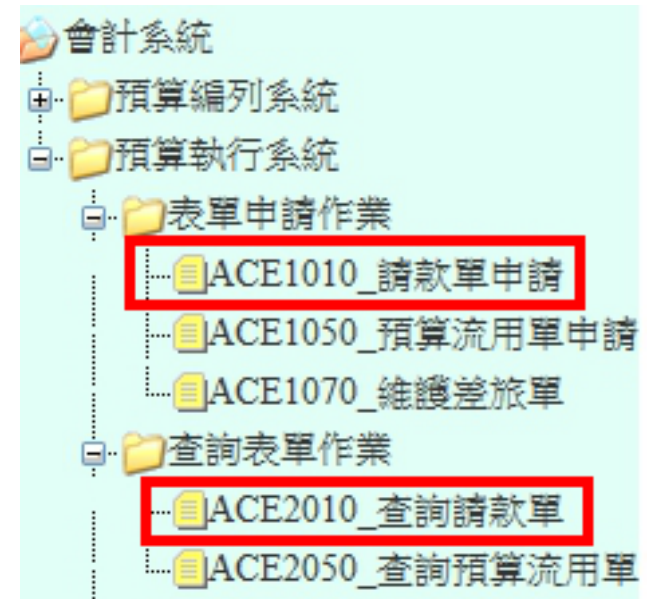 會計系統
預算編列系統
預算執行系統
表單申請作業
ACE1010_請款單申請
ACE1050_預算流用單申請
ACE1070_維護差旅單
查詢表單作業
ACE2010_查詢請款單
ACE2050_查詢預算流用單